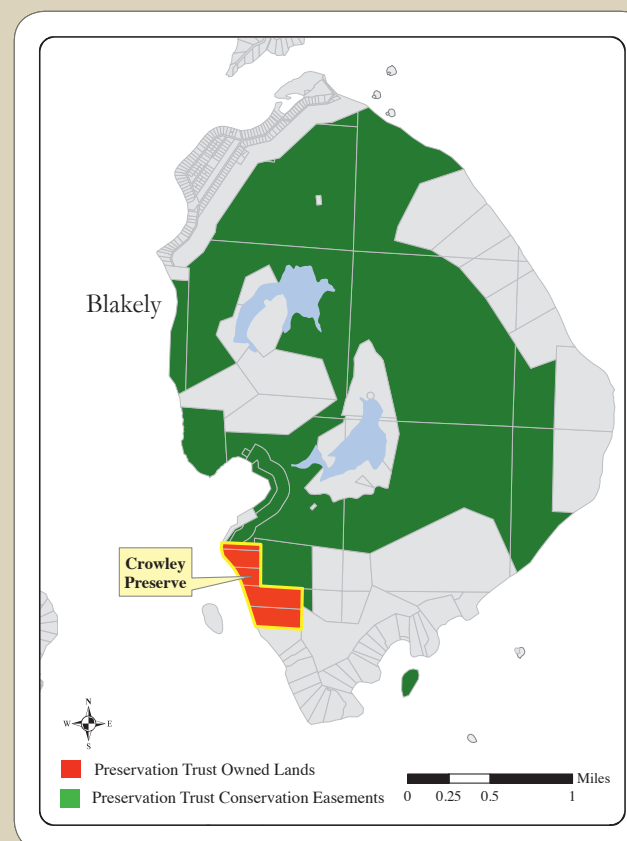 Blakely
Crowley
Preserve
N
W E
S
Preservation Trust Owned Lands
Preservation Trust Conservation Easements
Miles
0 0.25 0.5 1